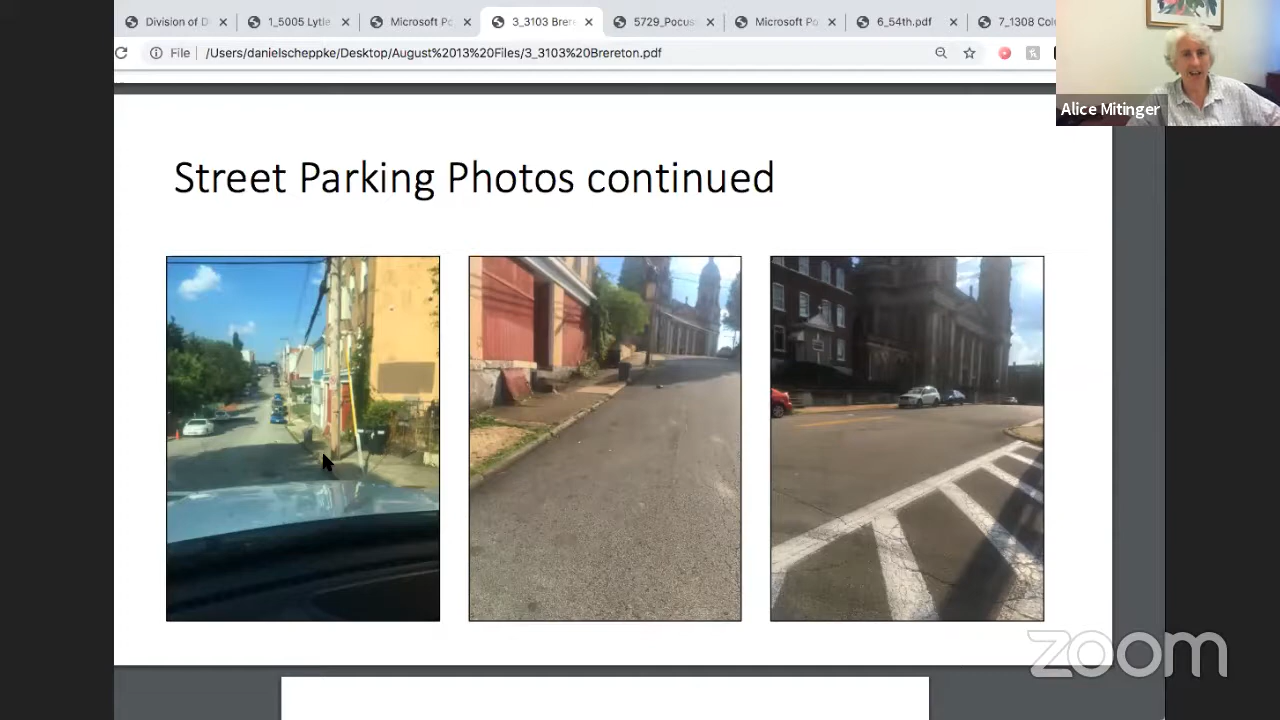 Division of D
1_5005 Lytle
Microsoft Po
3_3103 Brere
5729_Pocus
Microsoft Po
6_54th.pdf
7_1308 Col
File
/Users/danielscheppke/Desktop/August%2013%20Files/3_3103%20Brereton.pdf
Alice Mitinger
Street Parking Photos continued
zoom